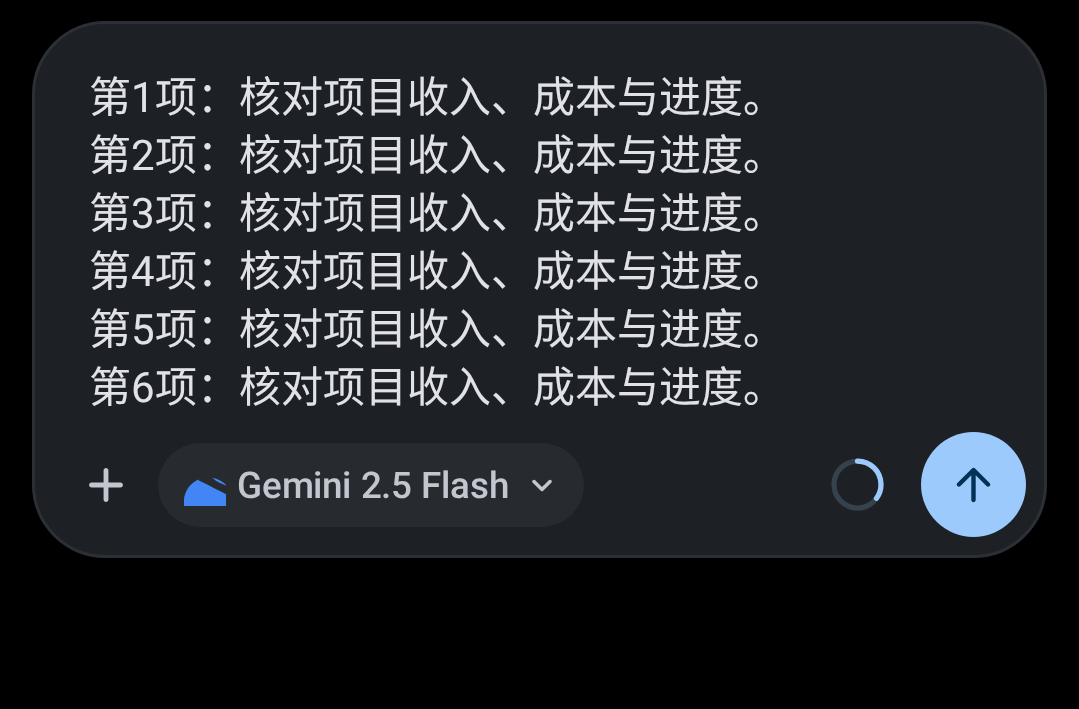 第1项：核对项目收入、成本与进度。
第2项：核对项目收入、成本与进度。
第3项：核对项目收入、成本与进度。
第4项：核对项目收入、成本与进度。
第5项：核对项目收入、成本与进度。
第6项：核对项目收入、成本与进度。
Gemini 2.5 Flash